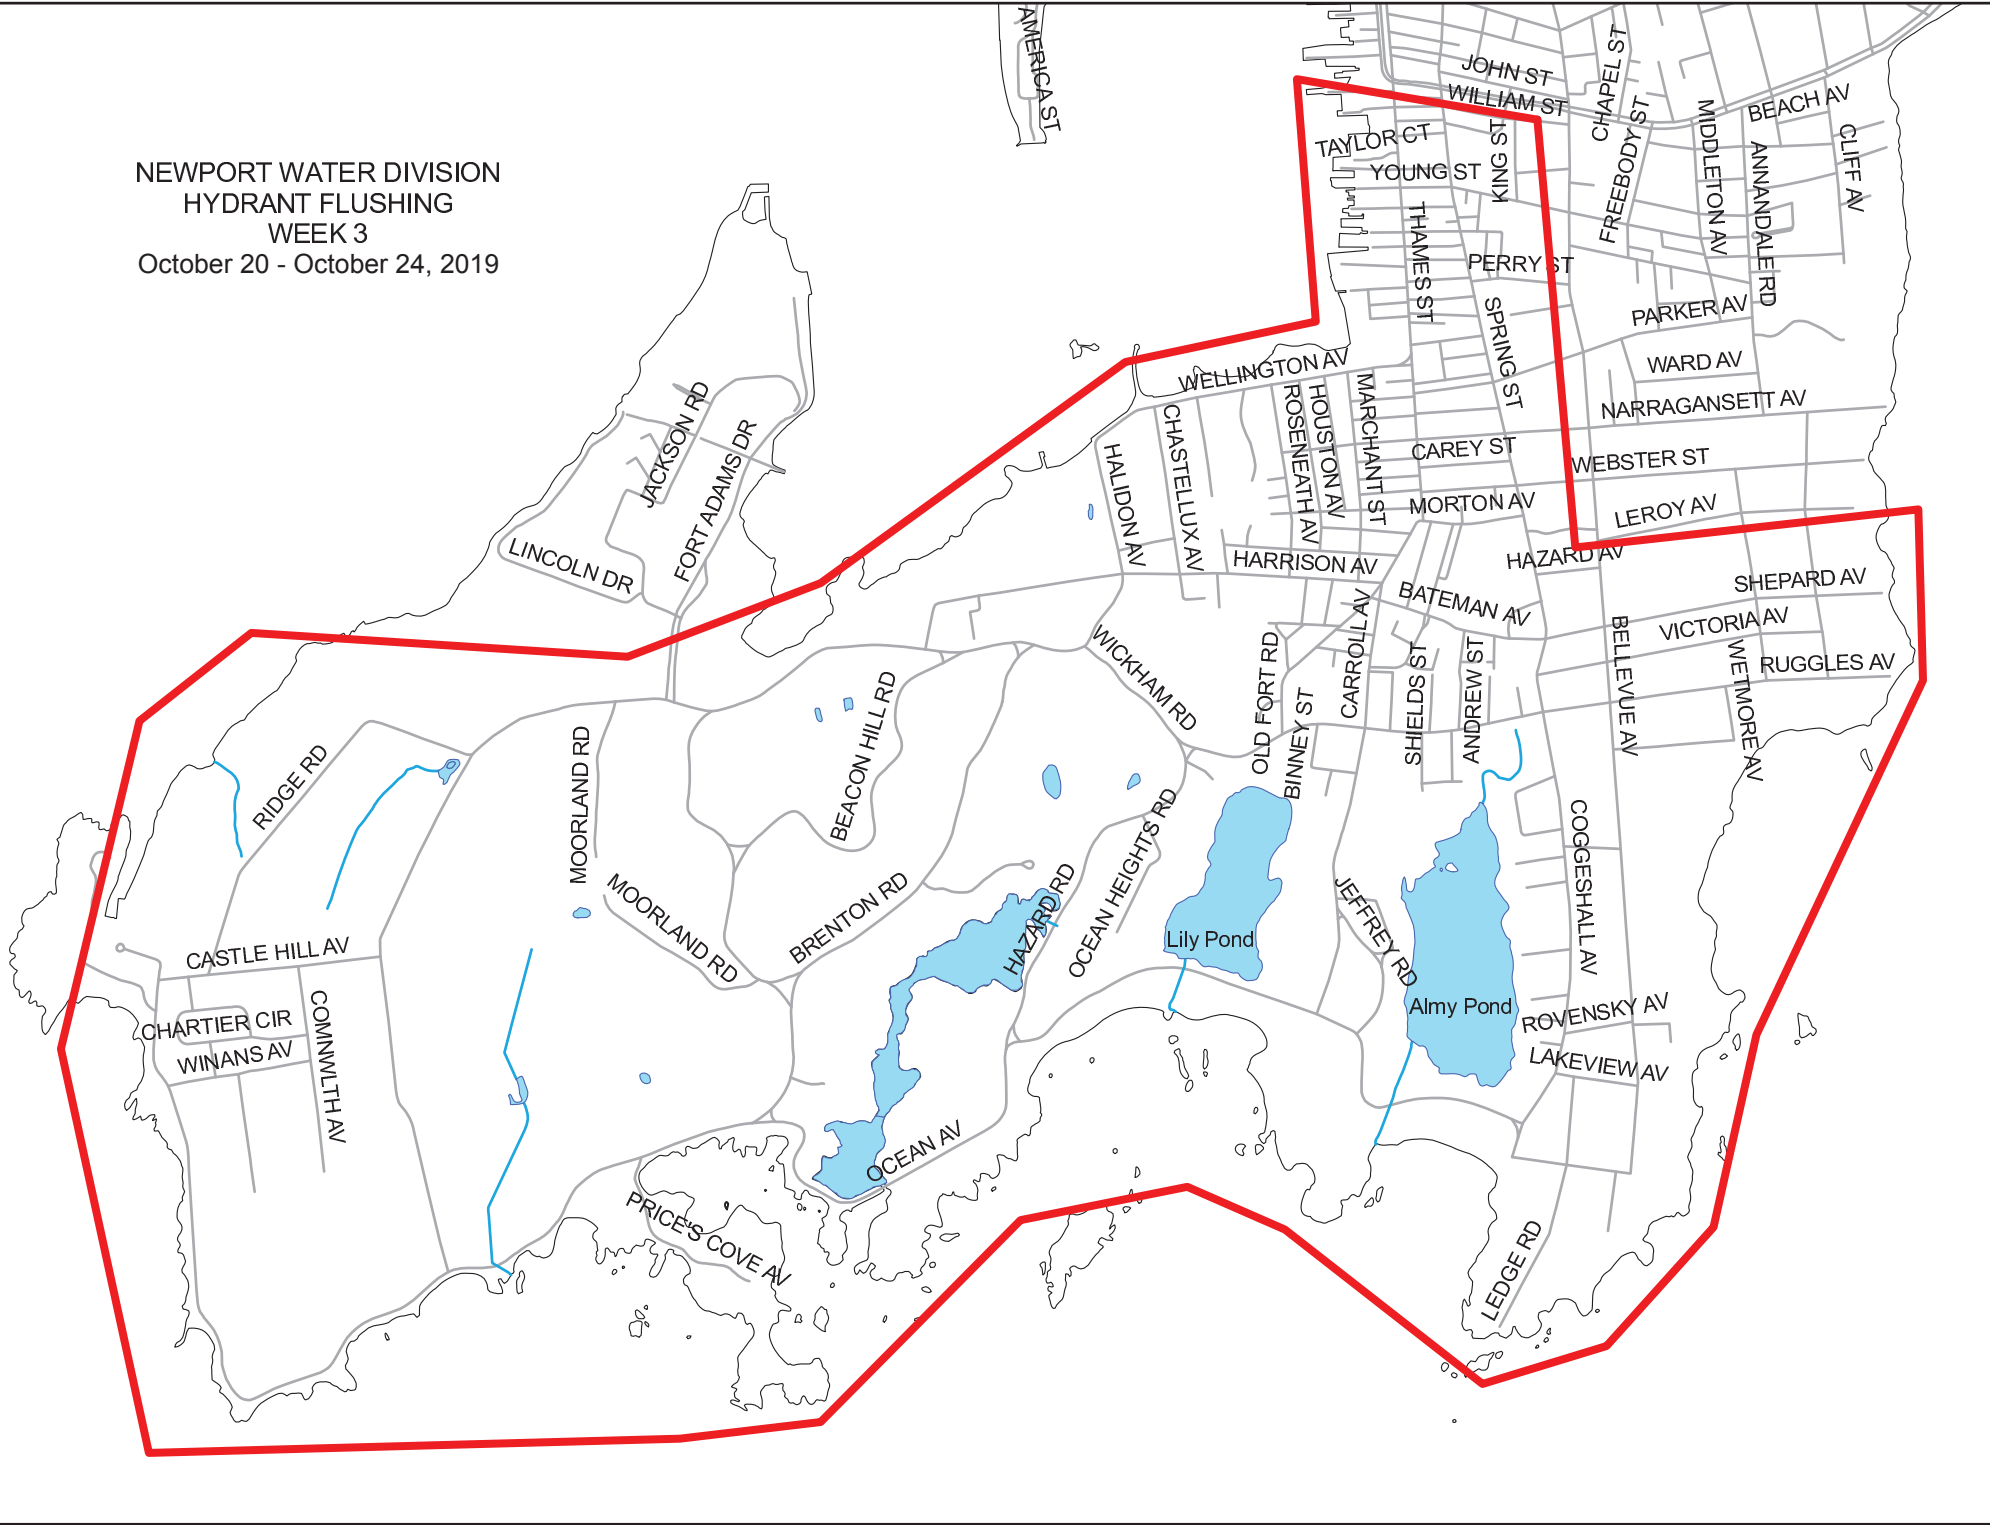 NEWPORT WATER DIVISION
HYDRANT FLUSHING
WEEK 3
October 20 - October 24, 2019
AMERICA ST
JOHN ST
WILLIAM ST
CHAPEL ST
FREEBODY ST
MIDDLETON AV
BEACH AV
ANNANDALE RD
CLIFF AV
TAYLOR CT
YOUNG ST
KING ST
THAMES ST
PERRY ST
SPRING ST
PARKER AV
WARD AV
NARRAGANSETT AV
WEBSTER ST
LEROY AV
WELLINGTON AV
ROSENEATH AV
HOUSTON AV
MARCHANT ST
CAREY ST
MORTON AV
CHASTELLUX AV
HALIDON AV
HARRISON AV
HAZARD AV
BATEMAN AV
SHEPARD AV
VICTORIA AV
RUGGLES AV
WETMORE AV
BELLEVUE AV
JACKSON RD
FORT ADAMS DR
LINCOLN DR
WICKHAM RD
OLD FORT RD
BINNEY ST
CARROLL AV
SHIELDS ST
ANDREW ST
RIDGE RD
MOORLAND RD
BEACON HILL RD
MOORLAND RD
BRENTON RD
HAZARD RD
OCEAN HEIGHTS RD
Lily Pond
JEFFREY RD
Almy Pond
COGGESHALL AV
ROVENSKY AV
LAKEVIEW AV
CASTLE HILL AV
CHARTIER CIR
WINANS AV
COMNWLTH AV
OCEAN AV
PRICE'S COVE AV
LEDGE RD